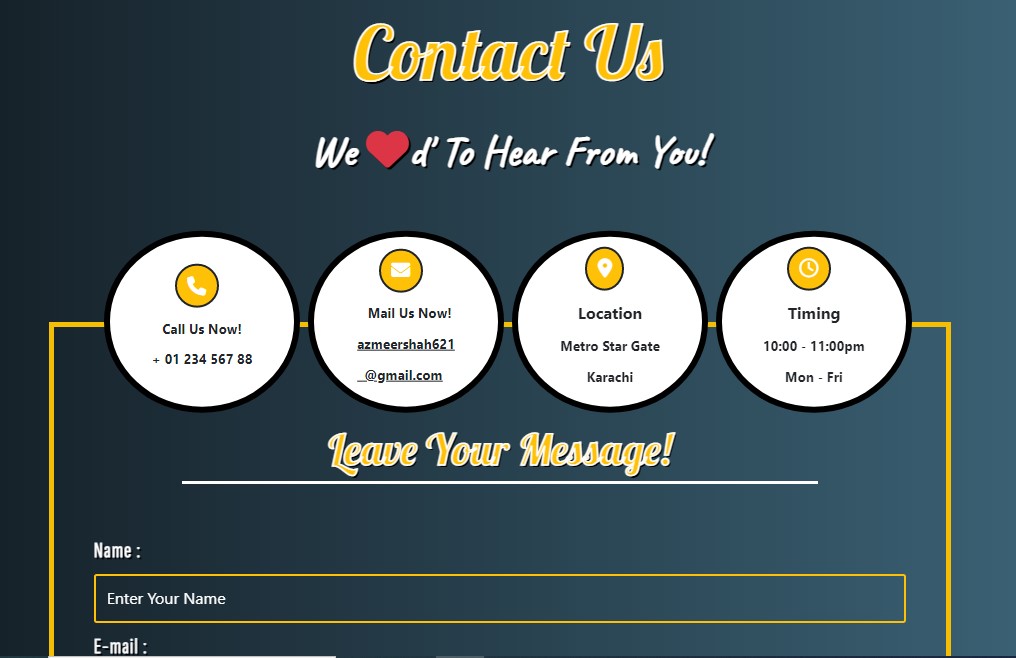 Contact Us
We d' To Hear From You!
Call Us Now!
+ 01 234 567 88
Mail Us Now!
azmeershah621
_@gmail.com
Location
Metro Star Gate
Karachi
Timing
10:00 - 11:00pm
Mon - Fri
Leave Your Message!
Name :
Enter Your Name
E-mail :